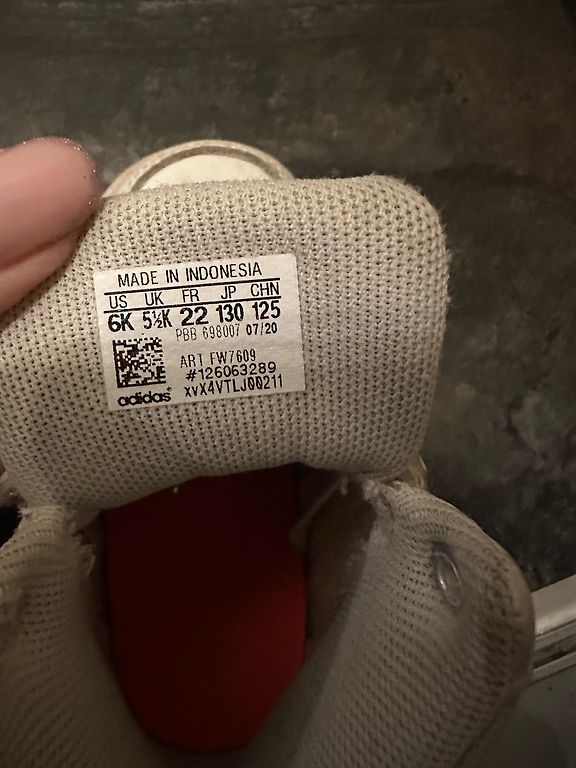 MADE IN INDONESIA
US UK FR JP CHN
6K 5½K 22 130 125
PBB 698007 07/20
ART FW7609
#126063289
xvX4VTLJ00211
adidas